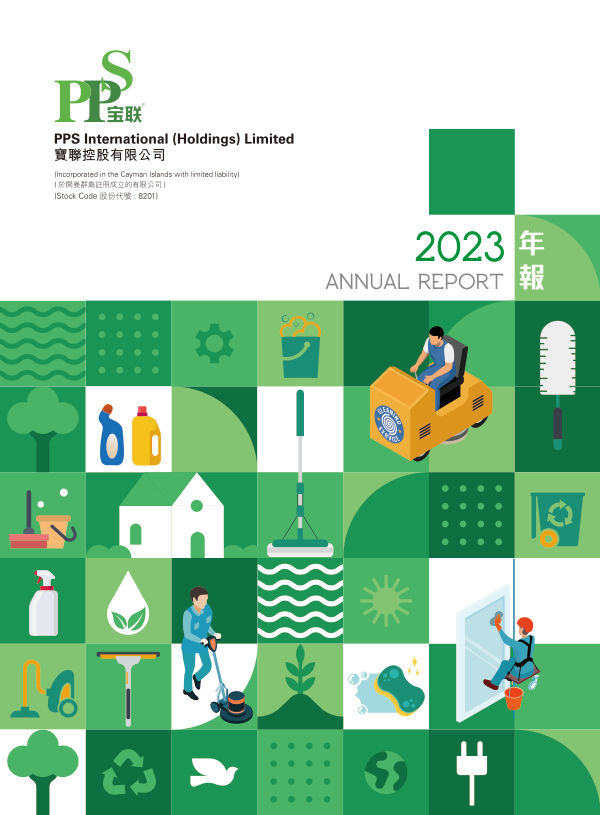 PPS
宝联®
PPS International (Holdings) Limited
寶聯控股有限公司
(Incorporated in the Cayman Islands with limited liability)
(於開曼群島註冊成立的有限公司)
(Stock Code 股份代號 : 8201)
2023 年報
ANNUAL REPORT
CLEANING
SERVICE